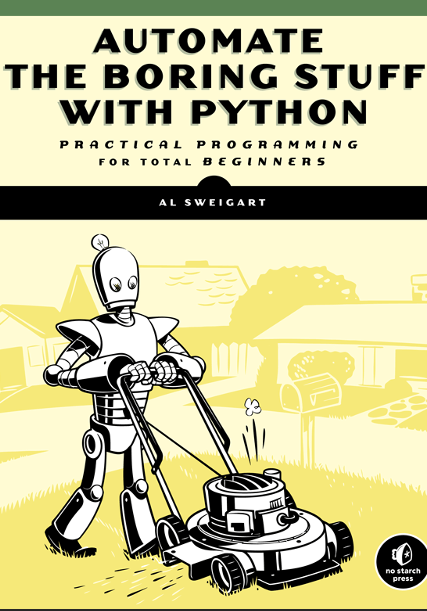 AUTOMATE
THE BORING STUFF
WITH PYTHON
PRACTICAL PROGRAMMING
FOR TOTAL BEGINNERS
AL SWEIGART
no starch
press